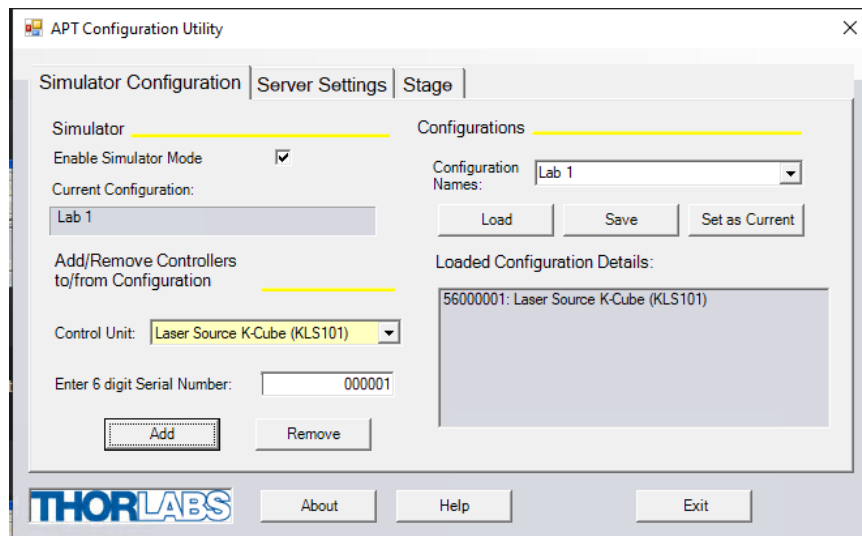 APT Configuration Utility
Simulator Configuration
Server Settings
Stage
Simulator
Enable Simulator Mode
Current Configuration:
Lab 1
Add/Remove Controllers
to/from Configuration
Control Unit:
Laser Source K-Cube (KLS101)
Enter 6 digit Serial Number:
000001
Add
Remove
Configurations
Configuration
Names:
Lab 1
Load
Save
Set as Current
Loaded Configuration Details:
56000001: Laser Source K-Cube (KLS101)
THORLABS
About
Help
Exit